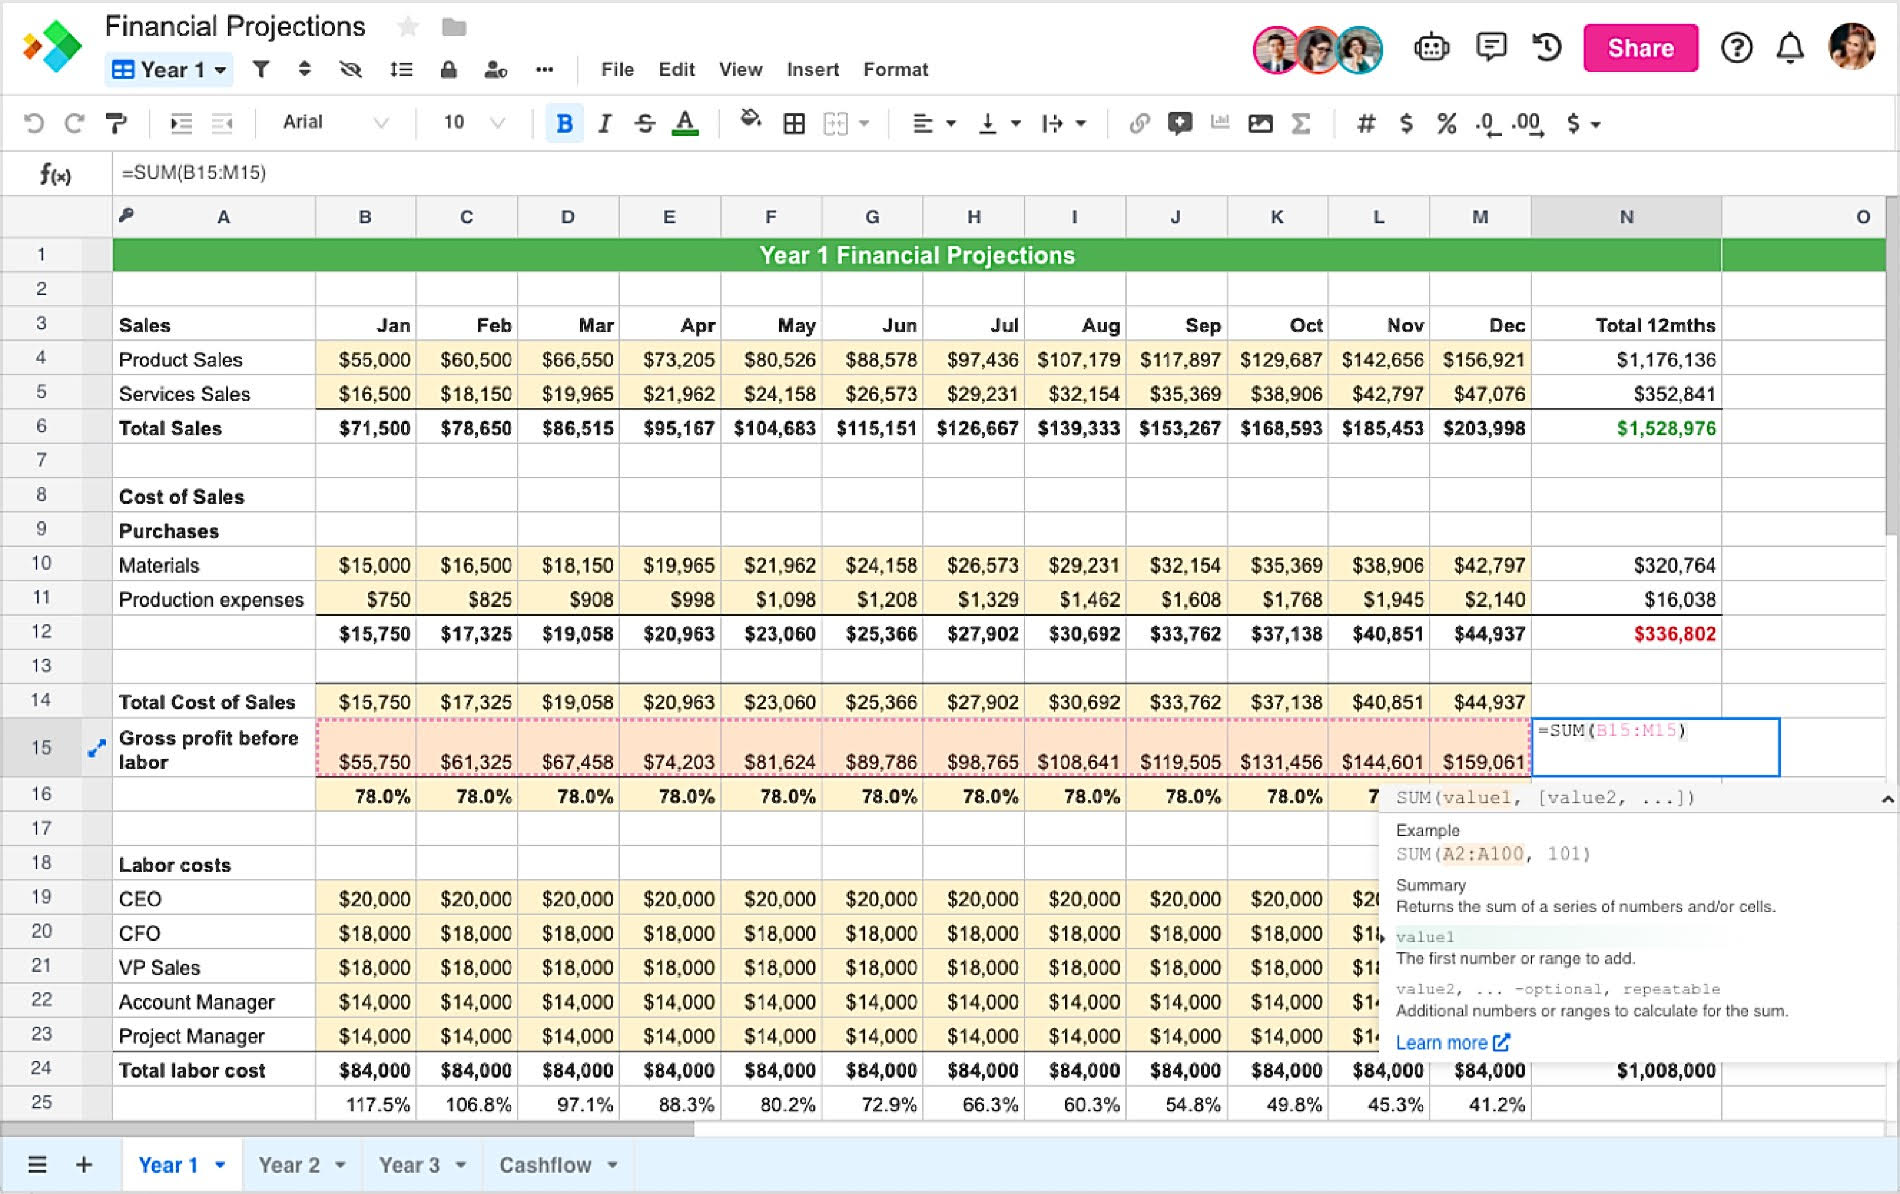 Financial Projections
Year 1
File Edit View Insert Format
Share
Arial 10 B I S A # $ % .0 .00 $
f(x) =SUM(B15:M15)
A B C D E F G H I J K L M N O
1 Year 1 Financial Projections
2
3 Sales Jan Feb Mar Apr May Jun Jul Aug Sep Oct Nov Dec Total 12mths
4 Product Sales $55,000 $60,500 $66,550 $73,205 $80,526 $88,578 $97,436 $107,179 $117,897 $129,687 $142,656 $156,921 $1,176,136
5 Services Sales $16,500 $18,150 $19,965 $21,962 $24,158 $26,573 $29,231 $32,154 $35,369 $38,906 $42,797 $47,076 $352,841
6 Total Sales $71,500 $78,650 $86,515 $95,167 $104,683 $115,151 $126,667 $139,333 $153,267 $168,593 $185,453 $203,998 $1,528,976
7
8 Cost of Sales
9 Purchases
10 Materials $15,000 $16,500 $18,150 $19,965 $21,962 $24,158 $26,573 $29,231 $32,154 $35,369 $38,906 $42,797 $320,764
11 Production expenses $750 $825 $908 $998 $1,098 $1,208 $1,329 $1,462 $1,608 $1,768 $1,945 $2,140 $16,038
12 $15,750 $17,325 $19,058 $20,963 $23,060 $25,366 $27,902 $30,692 $33,762 $37,138 $40,851 $44,937 $336,802
13
14 Total Cost of Sales $15,750 $17,325 $19,058 $20,963 $23,060 $25,366 $27,902 $30,692 $33,762 $37,138 $40,851 $44,937
Gross profit before
15 labor $55,750 $61,325 $67,458 $74,203 $81,624 $89,786 $98,765 $108,641 $119,505 $131,456 $144,601 $159,061 =SUM(B15:M15)
16 78.0% 78.0% 78.0% 78.0% 78.0% 78.0% 78.0% 78.0% 78.0% 78.0% 7
SUM(value1, [value2, ...])
17
Example
SUM(A2:A100, 101)
18 Labor costs
Summary
19 CEO $20,000 $20,000 $20,000 $20,000 $20,000 $20,000 $20,000 $20,000 $20,000 $20,000 $20
Returns the sum of a series of numbers and/or cells.
20 CFO $18,000 $18,000 $18,000 $18,000 $18,000 $18,000 $18,000 $18,000 $18,000 $18,000 $18
value1
The first number or range to add.
21 VP Sales $18,000 $18,000 $18,000 $18,000 $18,000 $18,000 $18,000 $18,000 $18,000 $18,000 $18
value2, ... -optional, repeatable
22 Account Manager $14,000 $14,000 $14,000 $14,000 $14,000 $14,000 $14,000 $14,000 $14,000 $14,000 $14
Additional numbers or ranges to calculate for the sum.
23 Project Manager $14,000 $14,000 $14,000 $14,000 $14,000 $14,000 $14,000 $14,000 $14,000 $14,000 $14
Learn more
24 Total labor cost $84,000 $84,000 $84,000 $84,000 $84,000 $84,000 $84,000 $84,000 $84,000 $84,000 $84,000 $84,000 $1,008,000
25 117.5% 106.8% 97.1% 88.3% 80.2% 72.9% 66.3% 60.3% 54.8% 49.8% 45.3% 41.2%
Year 1 Year 2 Year 3 Cashflow